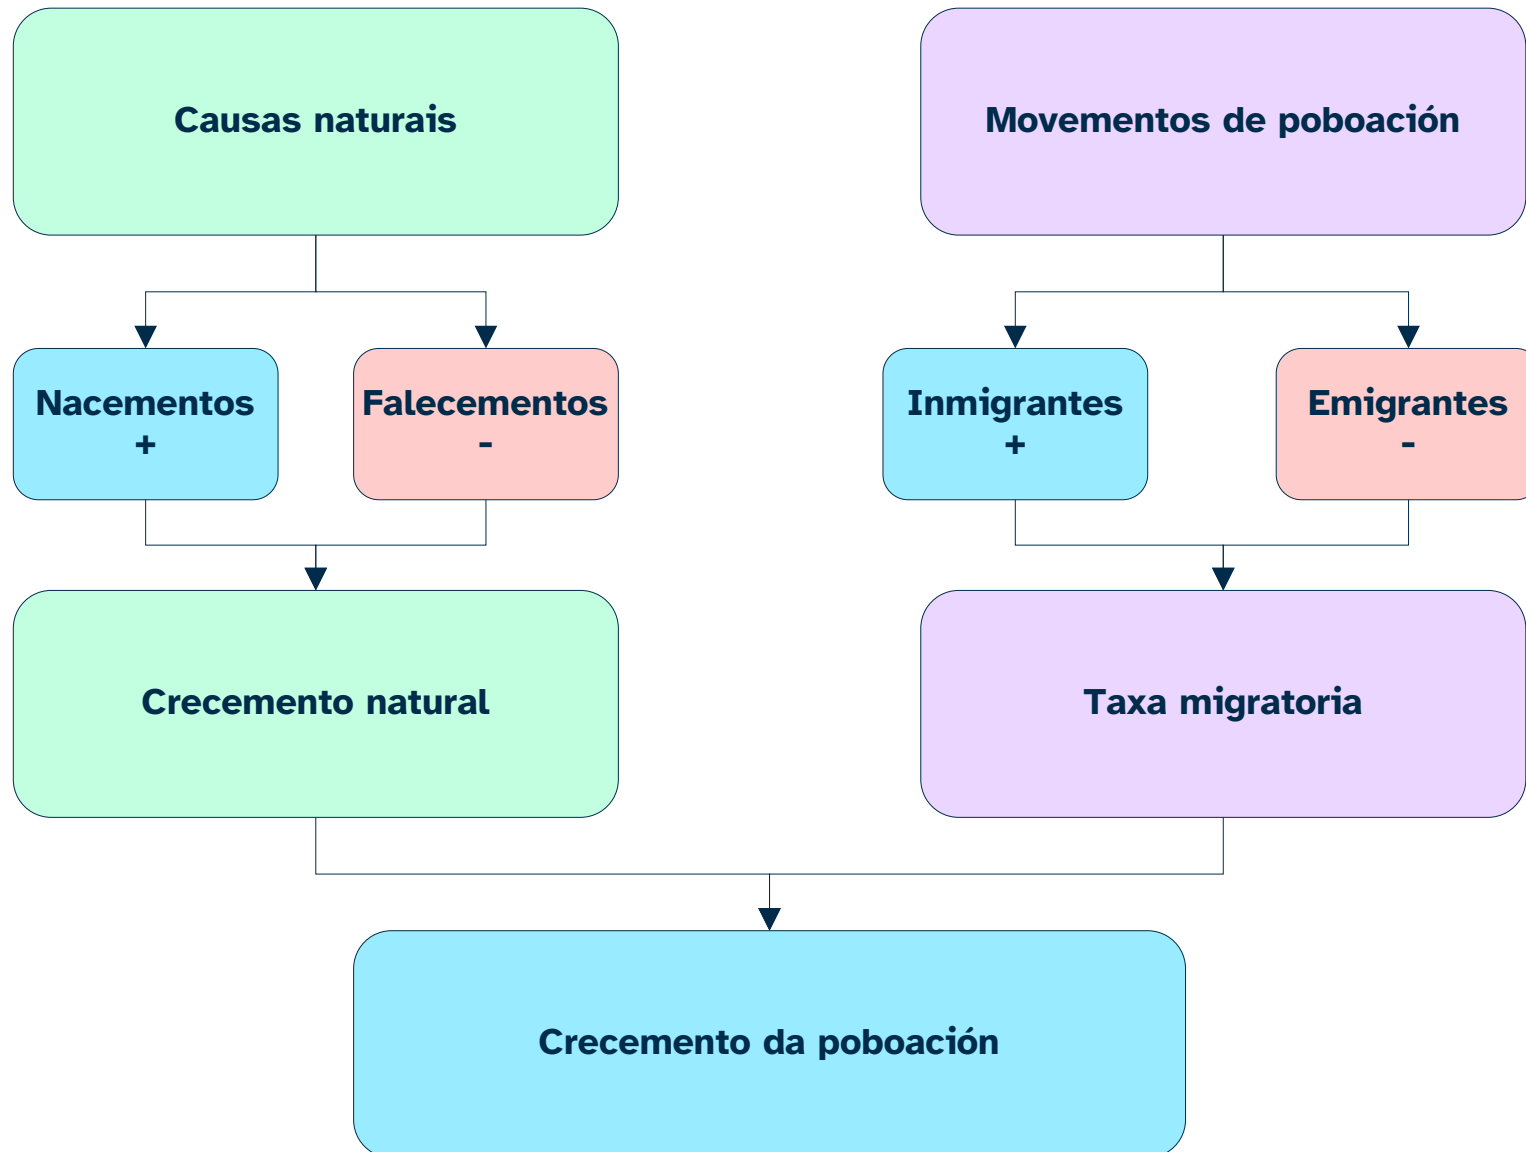 Causas naturais
Movementos de poboación
Nacementos
+
Falecementos
-
Inmigrantes
+
Emigrantes
-
Crecemento natural
Taxa migratoria
Crecemento da poboación